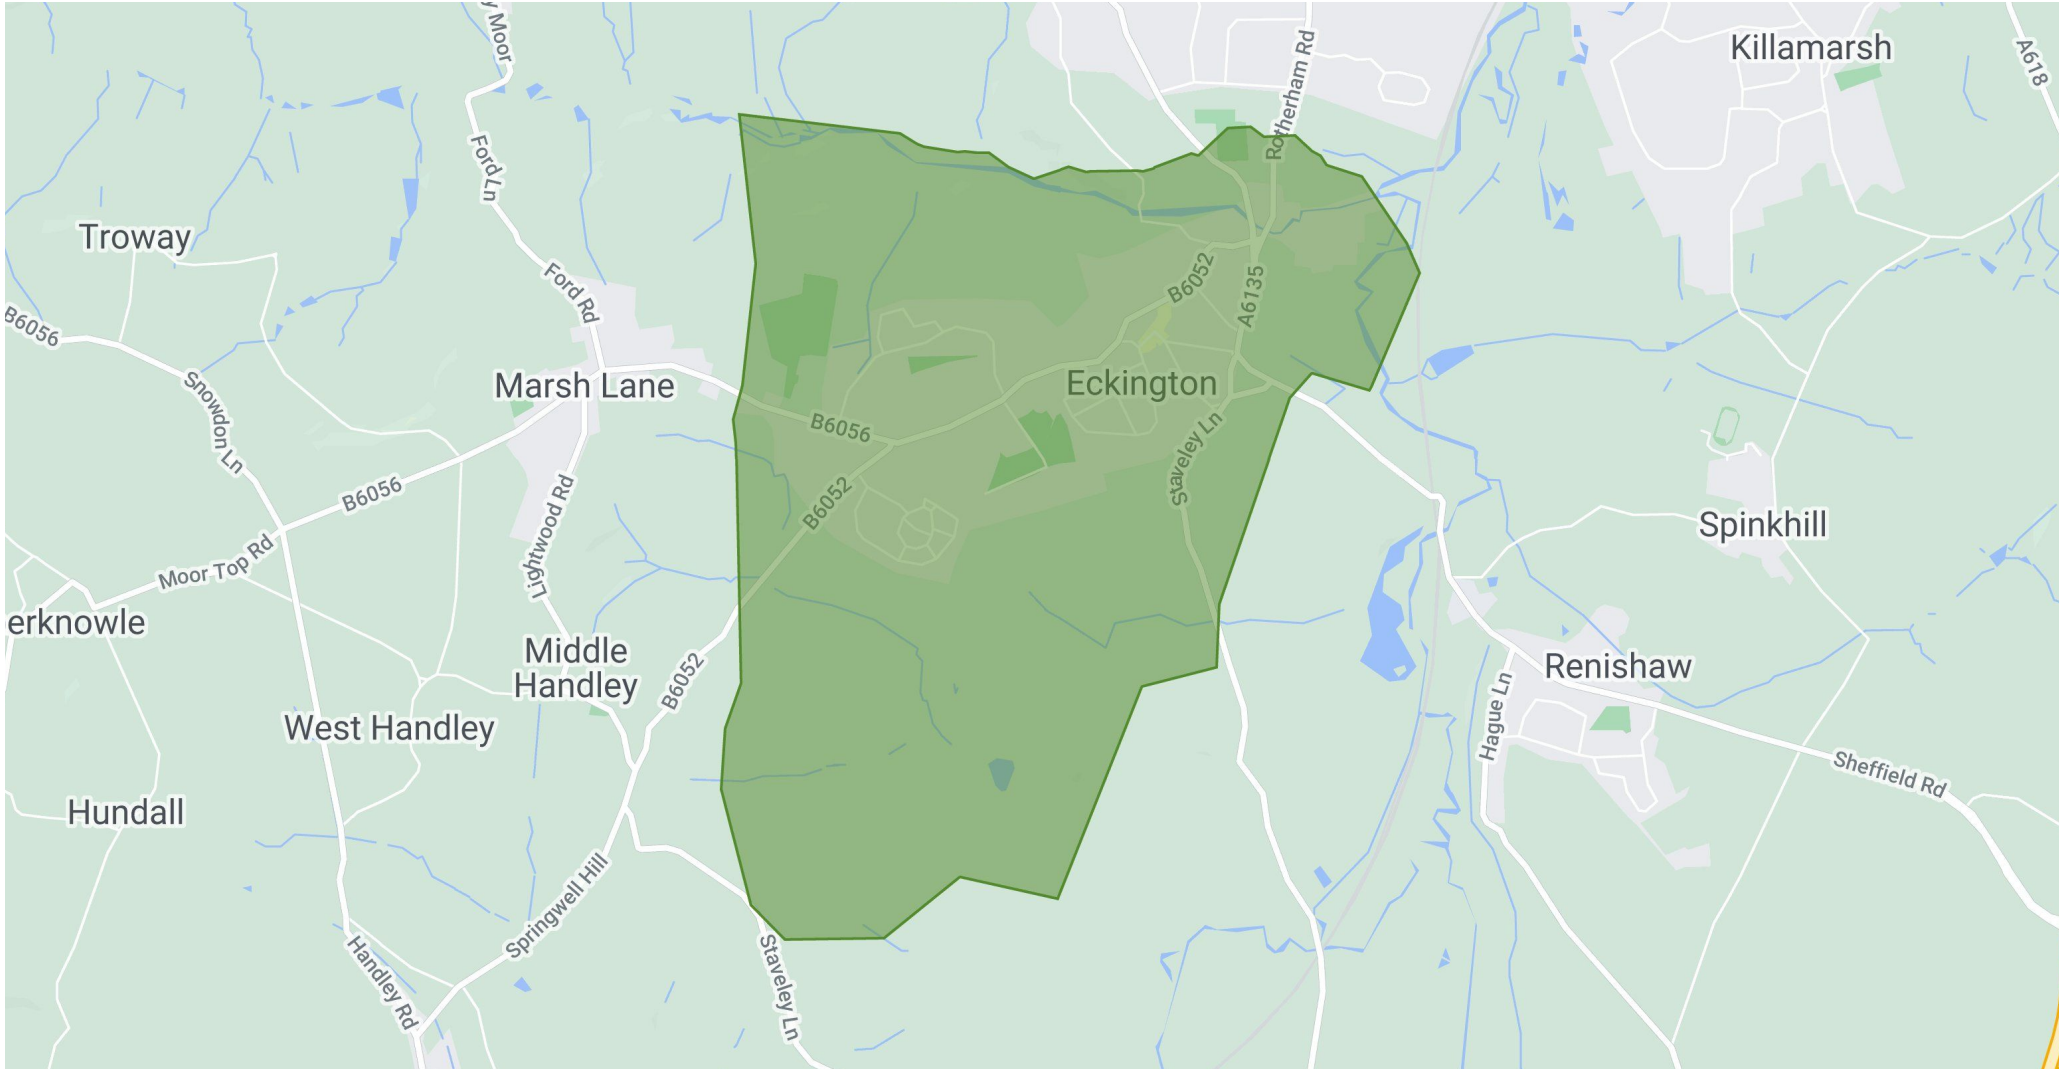 y Moor
Rotherham Rd
Killamarsh
A618
Ford Ln
Troway
Ford Rd
B6056
B6052
A6135
Snowdon Ln
Marsh Lane
Eckington
B6056
Staveley Ln
B6056
B6052
Lightwood Rd
Spinkhill
Moor Top Rd
erknowle
Middle
Handley
B6052
Renishaw
Hague Ln
West Handley
Sheffield Rd
Hundall
Springwell Hill
Handley Rd
Staveley Ln